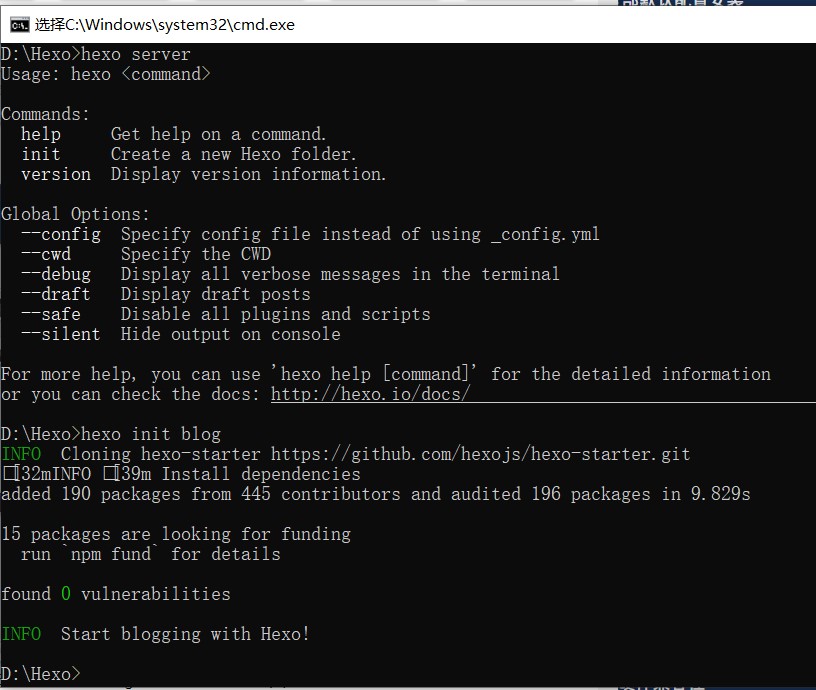 选择C:\Windows\system32\cmd.exe
D:\Hexo>hexo server
Usage: hexo <command>
Commands:
help     Get help on a command.
init     Create a new Hexo folder.
version  Display version information.
Global Options:
--config  Specify config file instead of using _config.yml
--cwd     Specify the CWD
--debug   Display all verbose messages in the terminal
--draft   Display draft posts
--safe    Disable all plugins and scripts
--silent  Hide output on console
For more help, you can use 'hexo help [command]' for the detailed information
or you can check the docs: http://hexo.io/docs/
D:\Hexo>hexo init blog
INFO  Cloning hexo-starter https://github.com/hexojs/hexo-starter.git
[32mINFO [39m Install dependencies
added 190 packages from 445 contributors and audited 196 packages in 9.829s
15 packages are looking for funding
run `npm fund` for details
found 0 vulnerabilities
INFO  Start blogging with Hexo!
D:\Hexo>